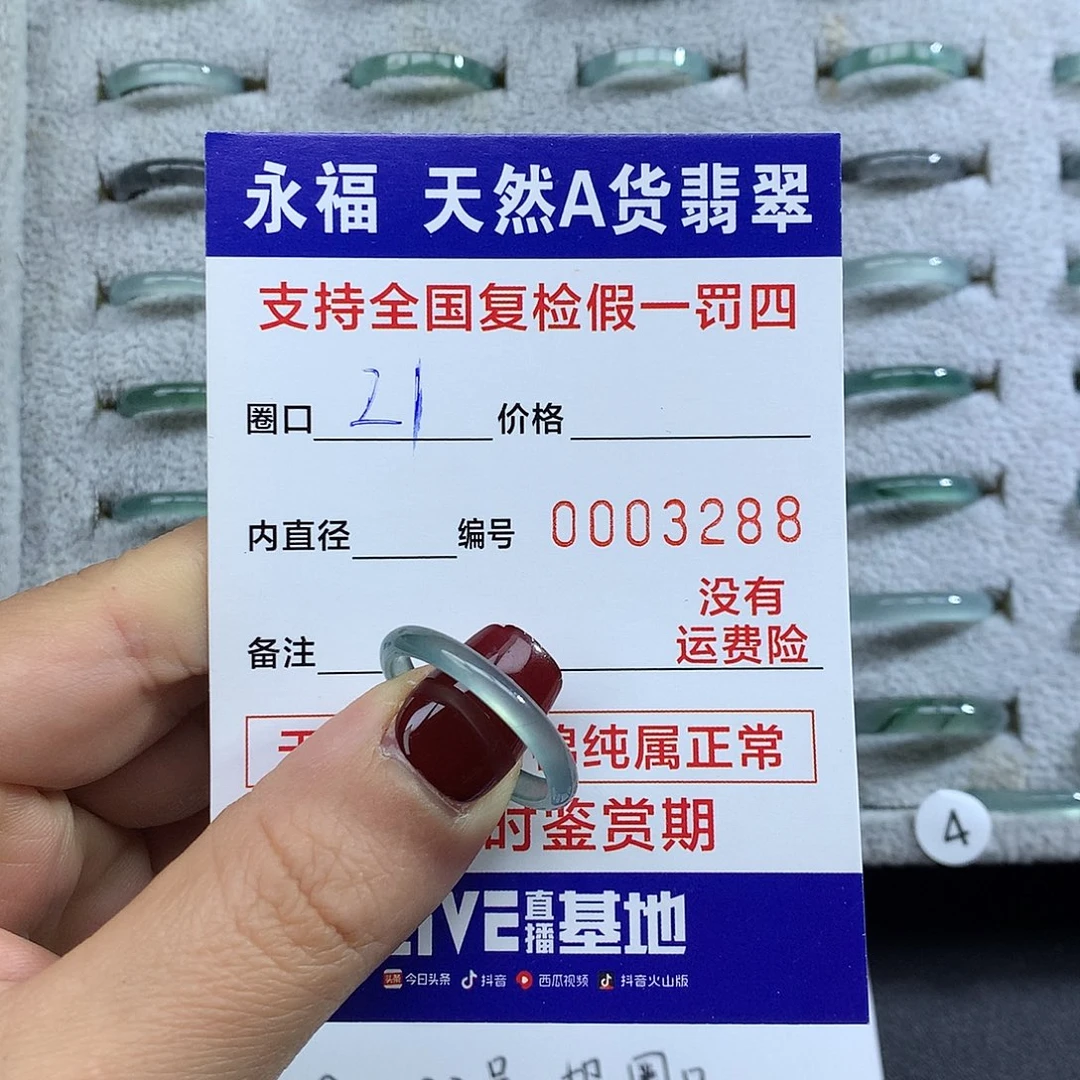 永福 天然A货翡翠
支持全国复检假一罚四
圈口 21 价格
内直径 编号 0003288
没有
备注 运费险
纯属正常
时鉴赏期
LIVE直播基地
今日头条 抖音 西瓜视频 抖音火山版
4